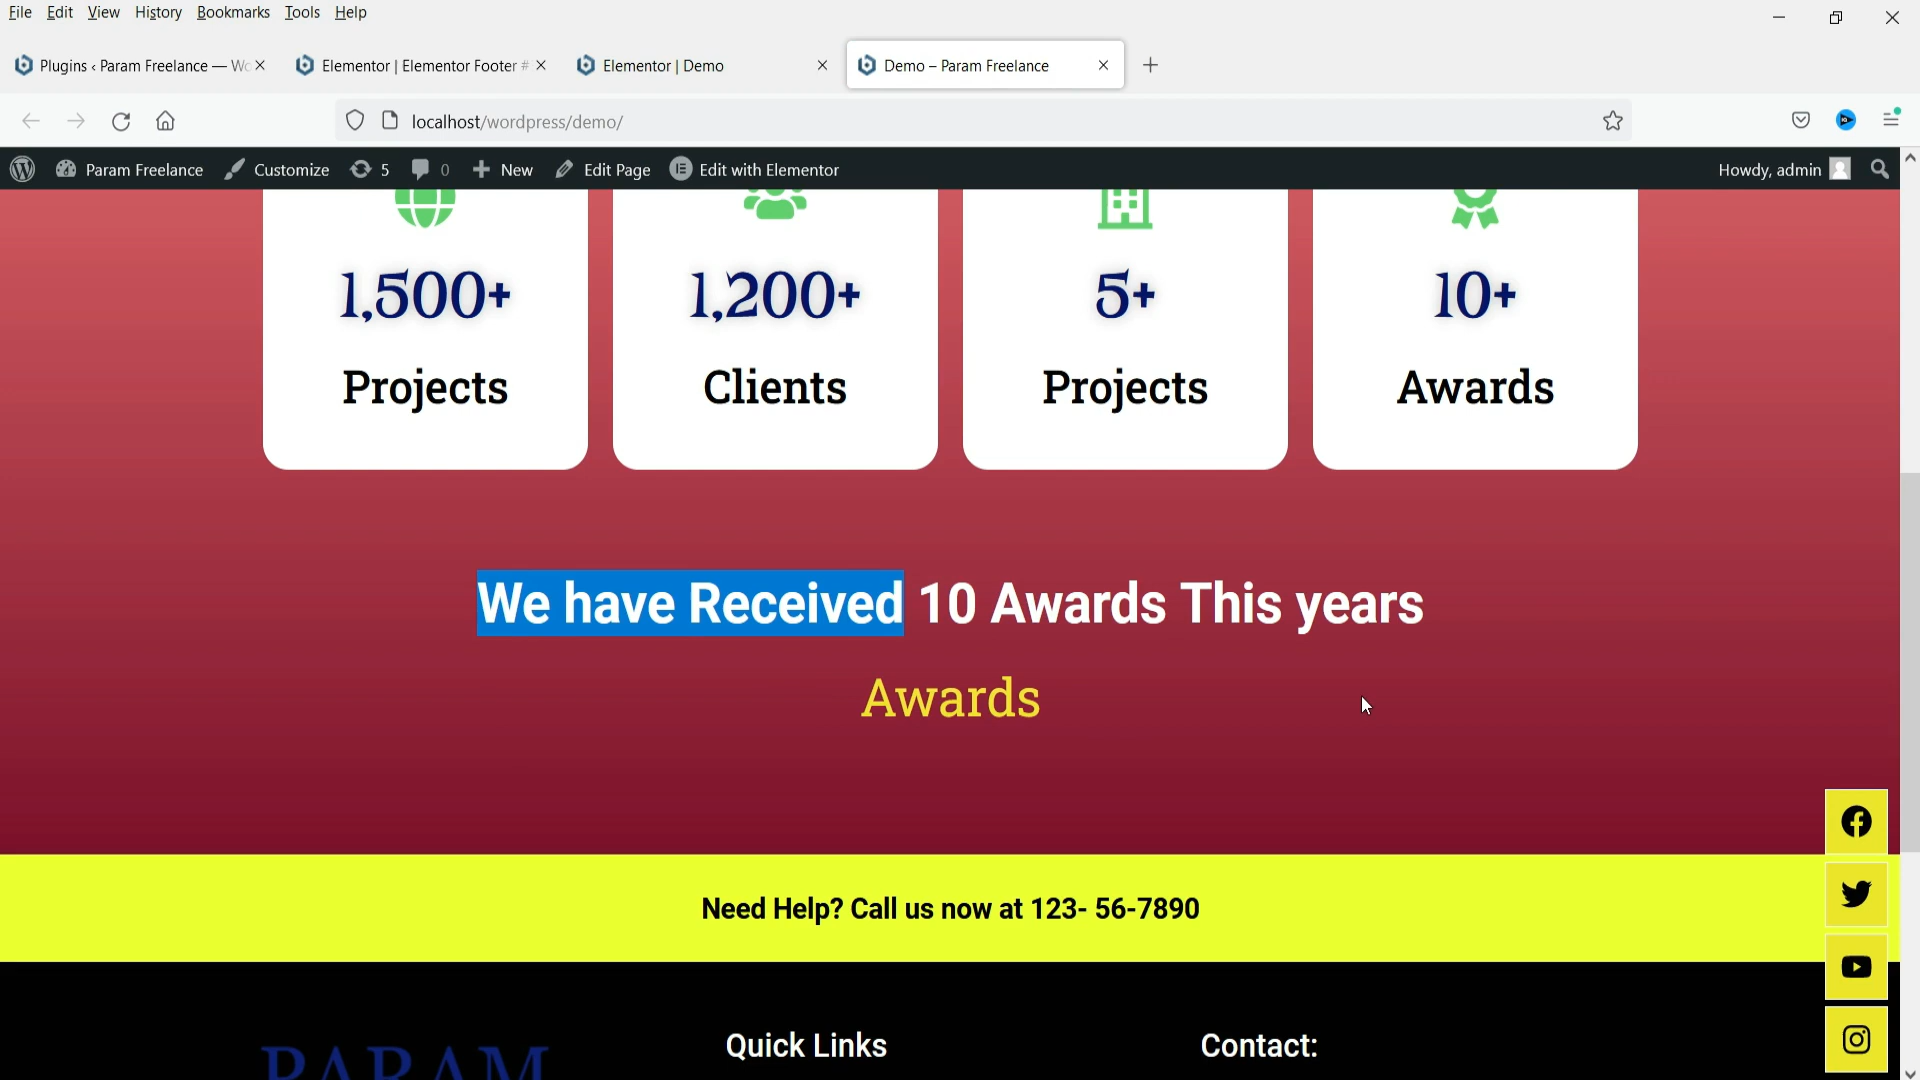 File Edit View History Bookmarks Tools Help
Plugins ‹ Param Freelance — Wo
Elementor | Elementor Footer #
Elementor | Demo
Demo – Param Freelance
localhost/wordpress/demo/
Param Freelance Customize 5 0 New Edit Page Edit with Elementor Howdy, admin
1,500+ 1,200+ 5+ 10+
Projects Clients Projects Awards
We have Received 10 Awards This years
Awards
Need Help? Call us now at 123- 56-7890
PARAM Quick Links Contact: